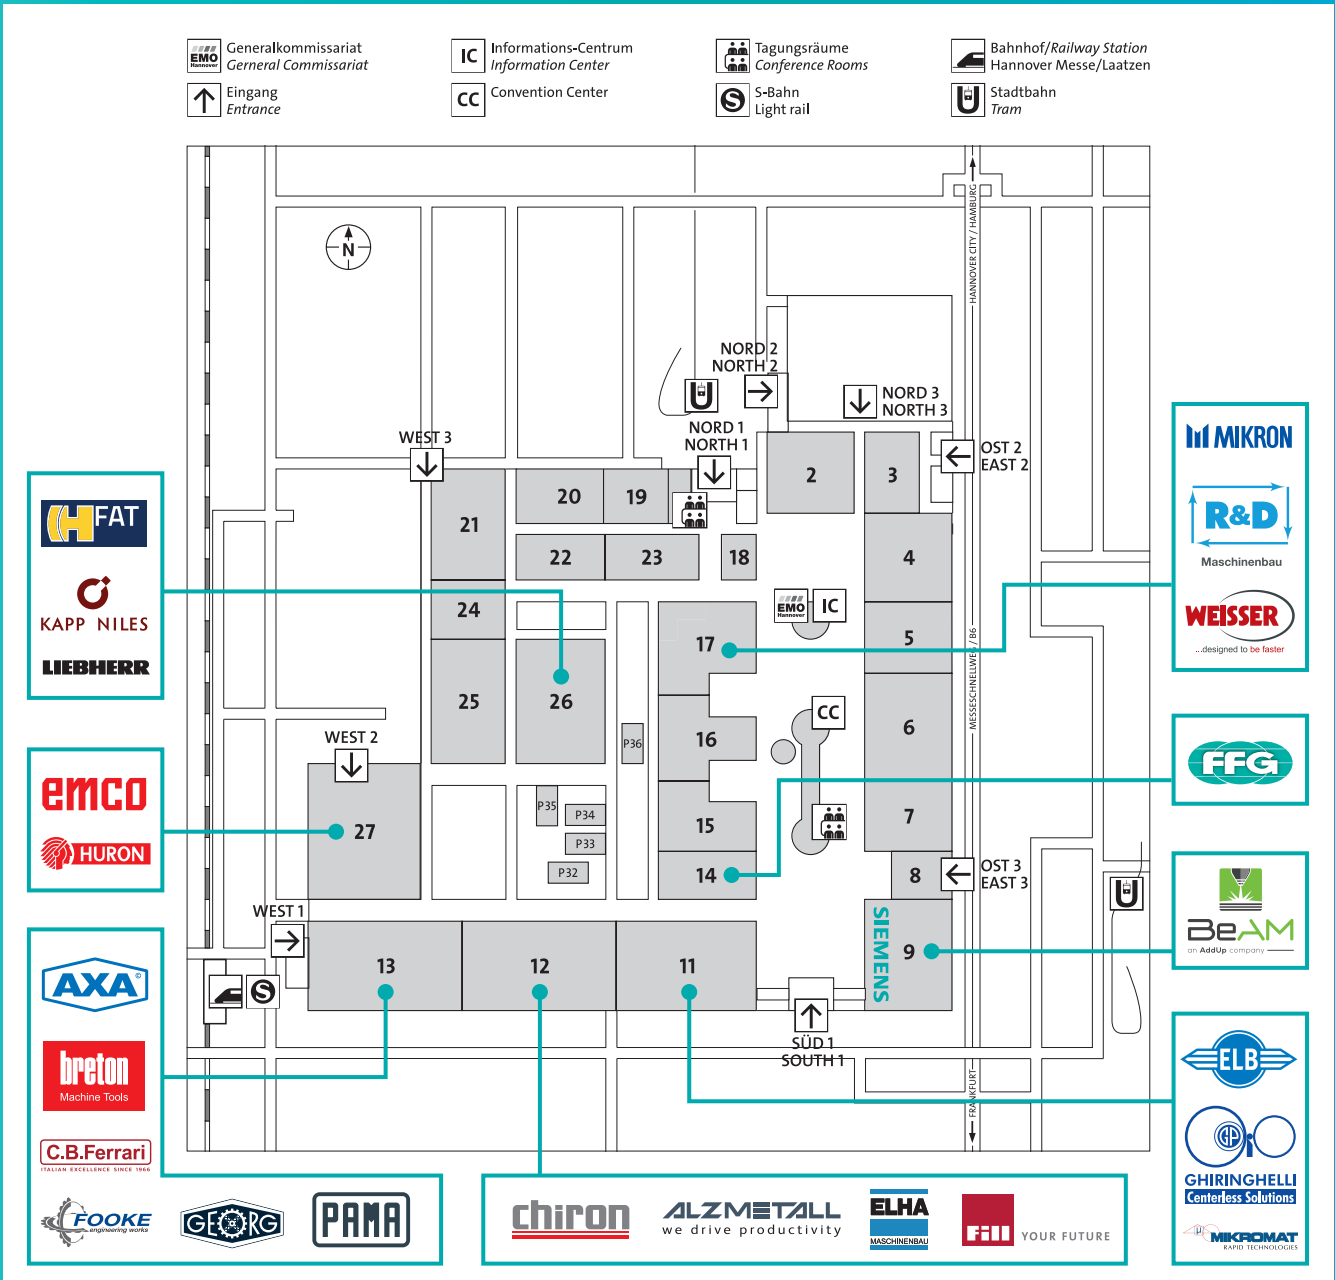 EMO
Hannover
Generalkommissariat
Gerneral Commissariat
IC
Informations-Centrum
Information Center
Tagungsräume
Conference Rooms
Bahnhof/Railway Station
Hannover Messe/Laatzen
Eingang
Entrance
CC
Convention Center
S
S-Bahn
Light rail
U
Stadtbahn
Tram
N
HANNOVER CITY / HAMBURG
NORD 2
NORTH 2
NORD 3
NORTH 3
U
NORD 1
NORTH 1
WEST 3
OST 2
EAST 2
2
3
20
19
21
22
23
18
4
24
EMO
Hannover
IC
17
5
MESSESCHNELLWEG / B6
25
26
CC
6
16
P36
WEST 2
27
P35
P34
P33
P32
15
7
14
8
OST 3
EAST 3
U
WEST 1
SIEMENS
9
13
12
11
S
SÜD 1
SOUTH 1
FRANKFURT
HFAT
KAPP NILES
LIEBHERR
emco
HURON
AXA
breton
Machine Tools
C.B.Ferrari
ITALIAN EXCELLENCE SINCE 1966
FOOKE
engineering works
GEORG
PAMA
chiron
ALZMETALL
we drive productivity
ELHA
MASCHINENBAU
Fill
YOUR FUTURE
MIKRON
R&D
Maschinenbau
WEISSER
...designed to be faster
FFG
BeAM
an AddUp company
ELB
GHIRINGHELLI
Centerless Solutions
MIKROMAT
RAPID TECHNOLOGIES